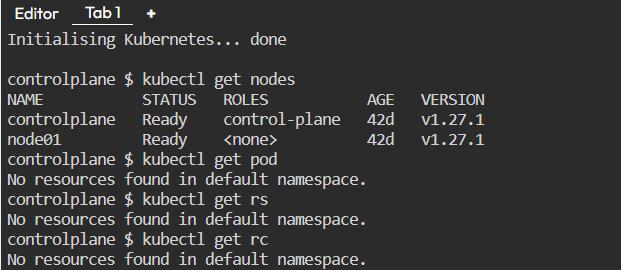 Editor Tab 1 +
Initialising Kubernetes... done
controlplane $ kubectl get nodes
NAME STATUS ROLES AGE VERSION
controlplane Ready control-plane 42d v1.27.1
node01 Ready <none> 42d v1.27.1
controlplane $ kubectl get pod
No resources found in default namespace.
controlplane $ kubectl get rs
No resources found in default namespace.
controlplane $ kubectl get rc
No resources found in default namespace.